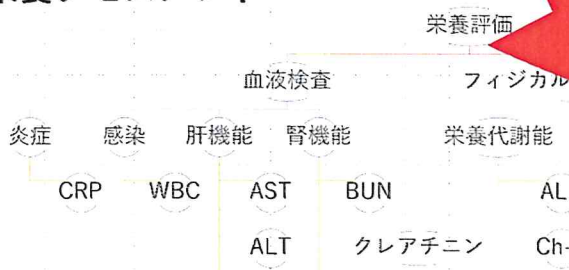 栄養評価
血液検査
フィジカル
炎症 感染 肝機能 腎機能 栄養代謝能
CRP WBC AST BUN AL
ALT クレアチニン Ch-